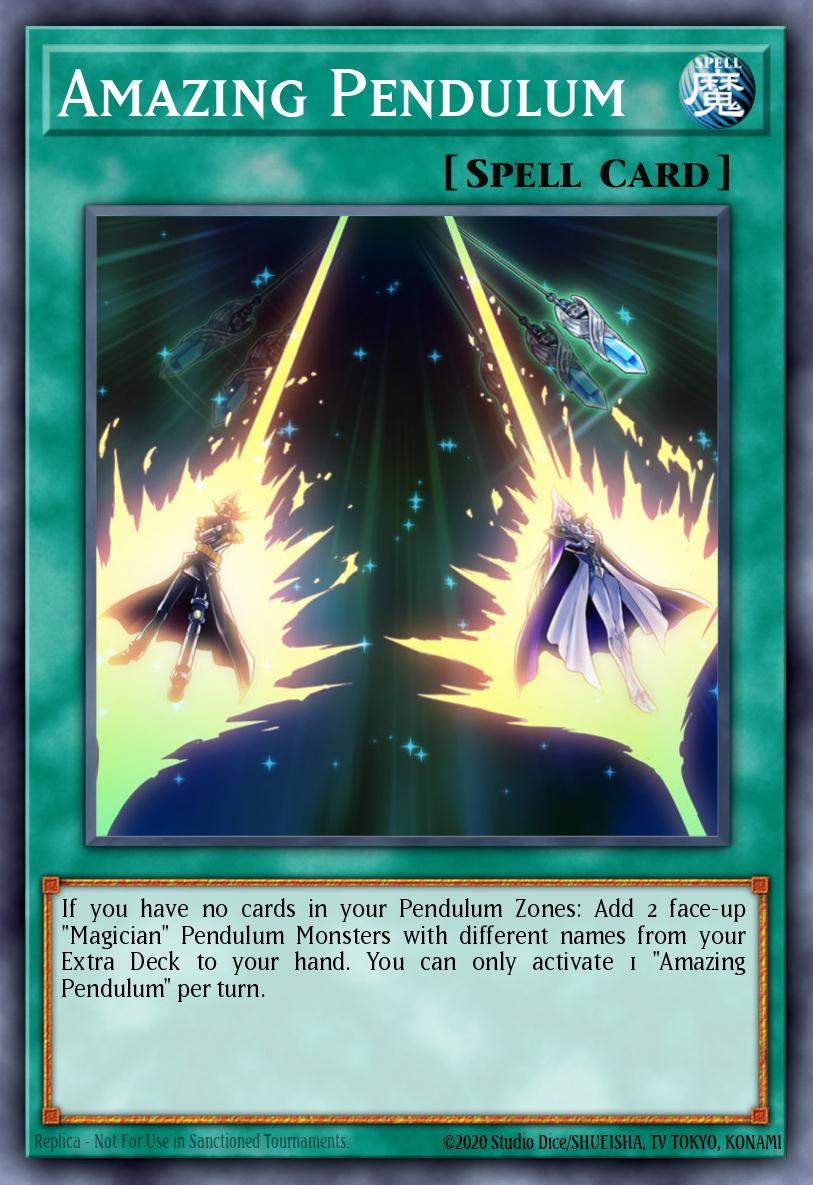 Amazing Pendulum
SPELL
魔
[ Spell Card ]
If you have no cards in your Pendulum Zones: Add 2 face-up
"Magician" Pendulum Monsters with different names from your
Extra Deck to your hand. You can only activate 1 "Amazing
Pendulum" per turn.
Replica - Not For Use in Sanctioned Tournaments.
©2020 Studio Dice/SHUEISHA, TV TOKYO, KONAMI